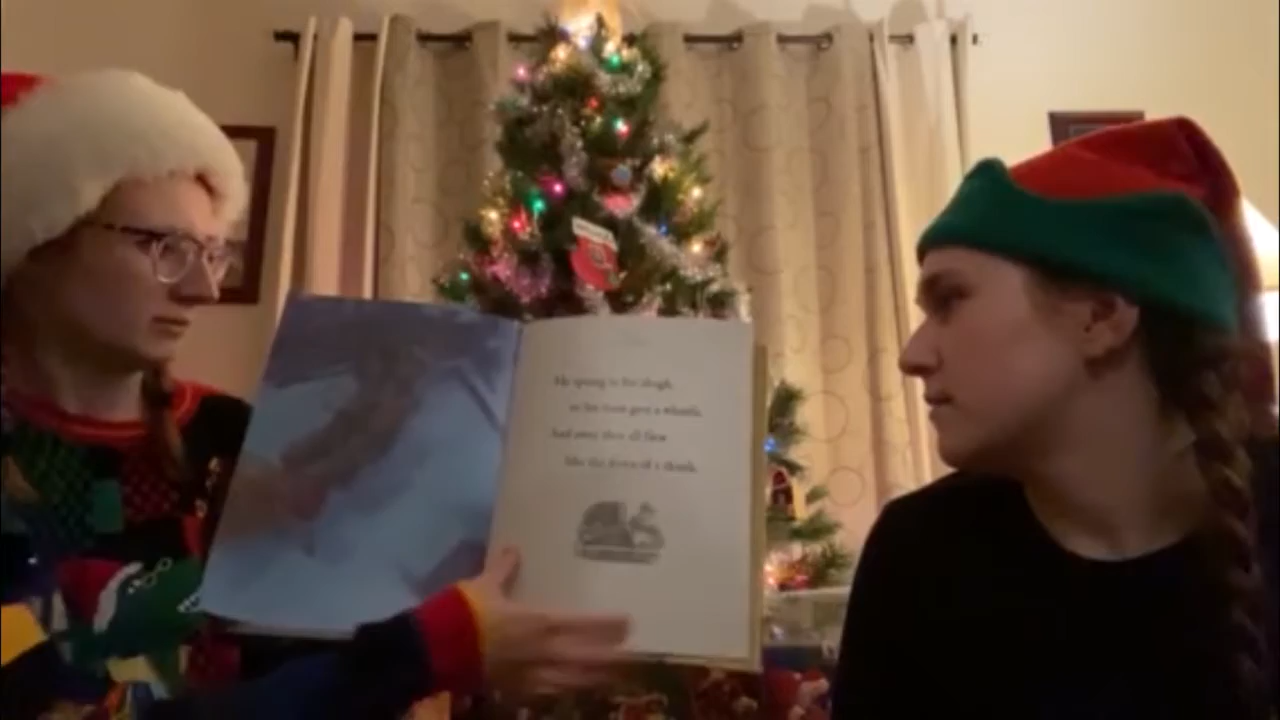 He sprang to his sleigh,
to his team gave a whistle,
And away they all flew
like the down of a thistle.